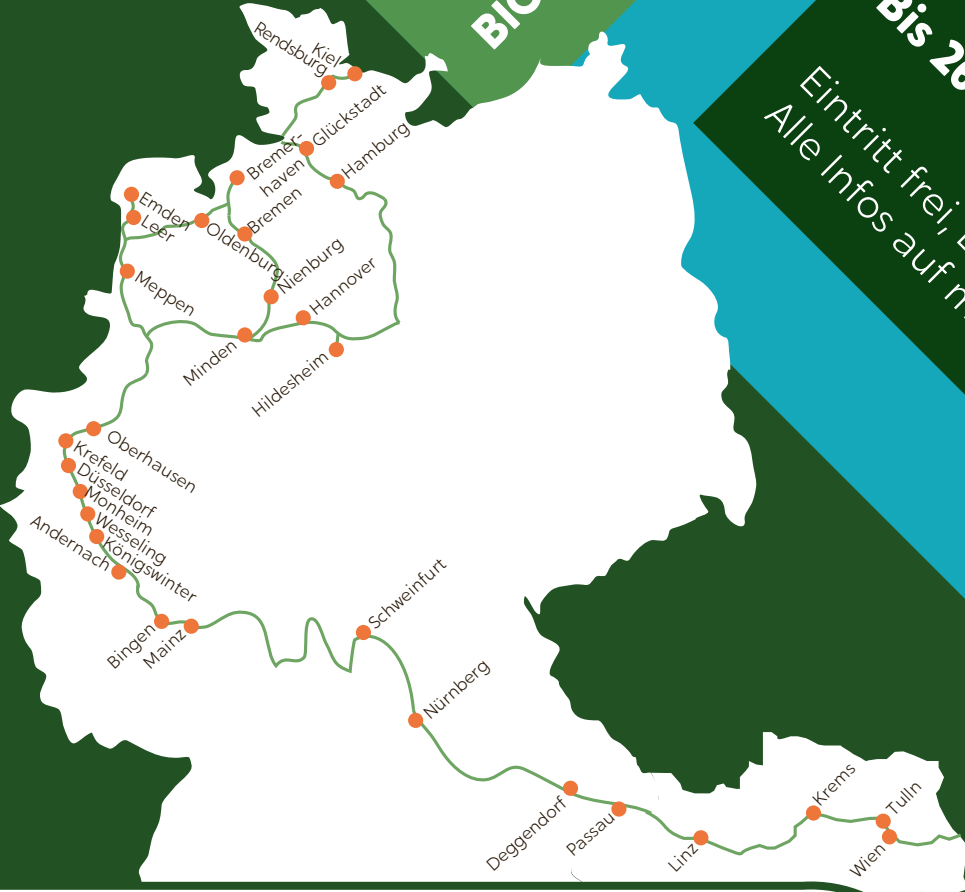 BIO
Bis 26
Eintritt frei,
Alle Infos auf
Kiel
Rendsburg
Glückstadt
Hamburg
Bremer-
haven
Bremen
Emden
Leer
Oldenburg
Nienburg
Hannover
Meppen
Minden
Hildesheim
Oberhausen
Krefeld
Düsseldorf
Monheim
Wesseling
Königswinter
Andernach
Bingen
Mainz
Schweinfurt
Nürnberg
Deggendorf
Passau
Linz
Krems
Tulln
Wien